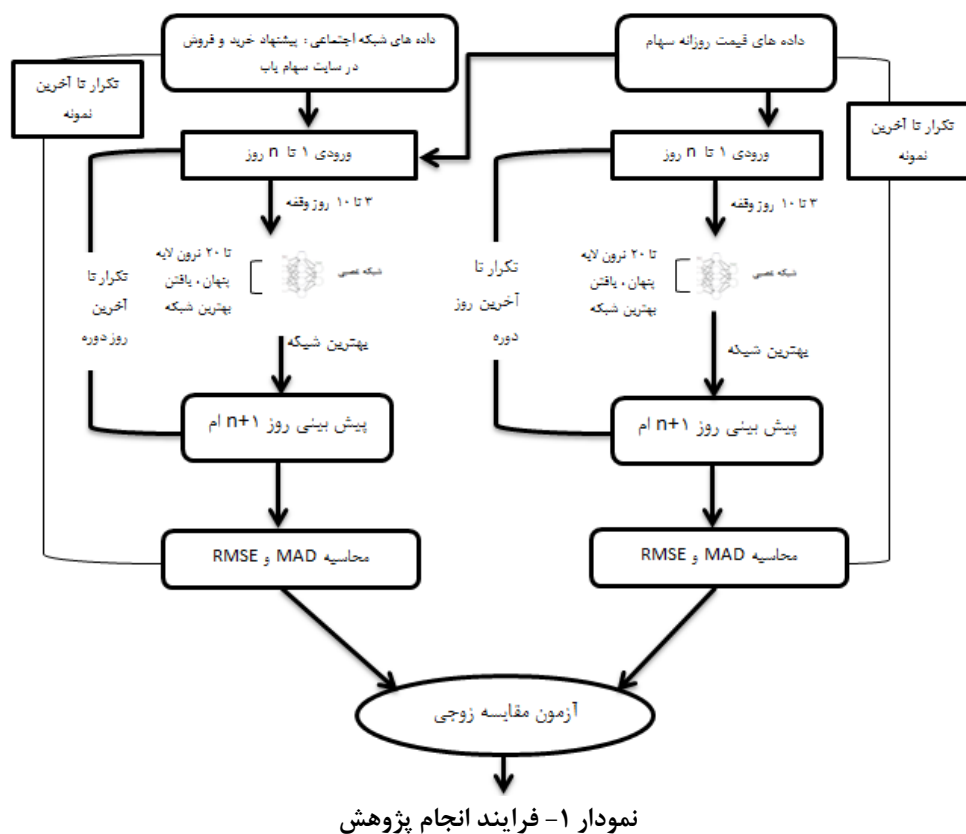 داده های قیمت روزانه سهام
داده های شبکه اجتماعی : پیشنهاد خرید و فروش
در سایت سهام یاب
تکرار تا آخرین
نمونه
تکرار تا آخرین
نمونه
ورودی ۱ تا n روز
۳ تا ۱۰ روز وقفه
تا ۲۰ نرون لایه
پنهان ، یافتن
بهترین شبکه
شبکه عصبی
تکرار تا
آخرین روز
دوره
بهترین شبکه
پیش بینی روز n+۱ ام
محاسبه MAD و RMSE
ورودی ۱ تا n روز
۳ تا ۱۰ روز وقفه
تا ۲۰ نرون لایه
پنهان ، یافتن
بهترین شبکه
شبکه عصبی
تکرار تا
آخرین
روز دوره
بهترین شبکه
پیش بینی روز n+۱ ام
محاسبه MAD و RMSE
آزمون مقایسه زوجی
نمودار ۱- فرایند انجام پژوهش